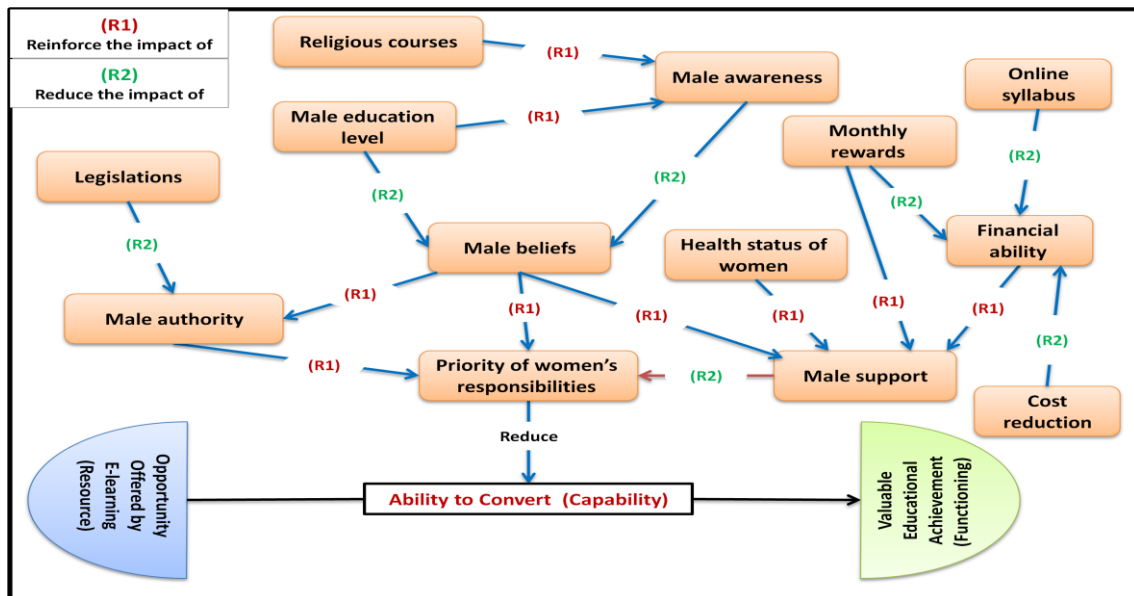 (R1)
Reinforce the impact of
(R2)
Reduce the impact of
Religious courses
(R1)
Male awareness
Online
syllabus
Male education
level
(R1)
Monthly
rewards
Legislations
(R2)
(R2)
(R2)
(R2)
(R2)
Male beliefs
Health status of
women
Financial
ability
Male authority
(R1)
(R1)
(R1)
(R1)
(R1)
(R1)
(R1)
Priority of women's
responsibilities
(R2)
Male support
(R2)
Cost
reduction
Reduce
Opportunity
Offered by
E-learning
(Resource)
Ability to Convert (Capability)
Valuable
Educational
Achievement
(Functioning)